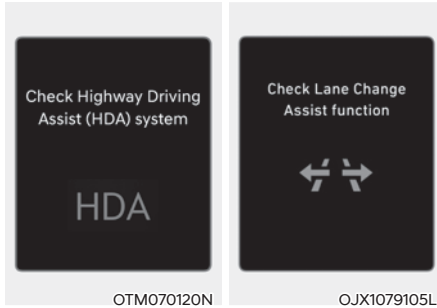 Check Highway Driving
Assist (HDA) system
HDA
OTM070120N
Check Lane Change
Assist function
OJX1079105L